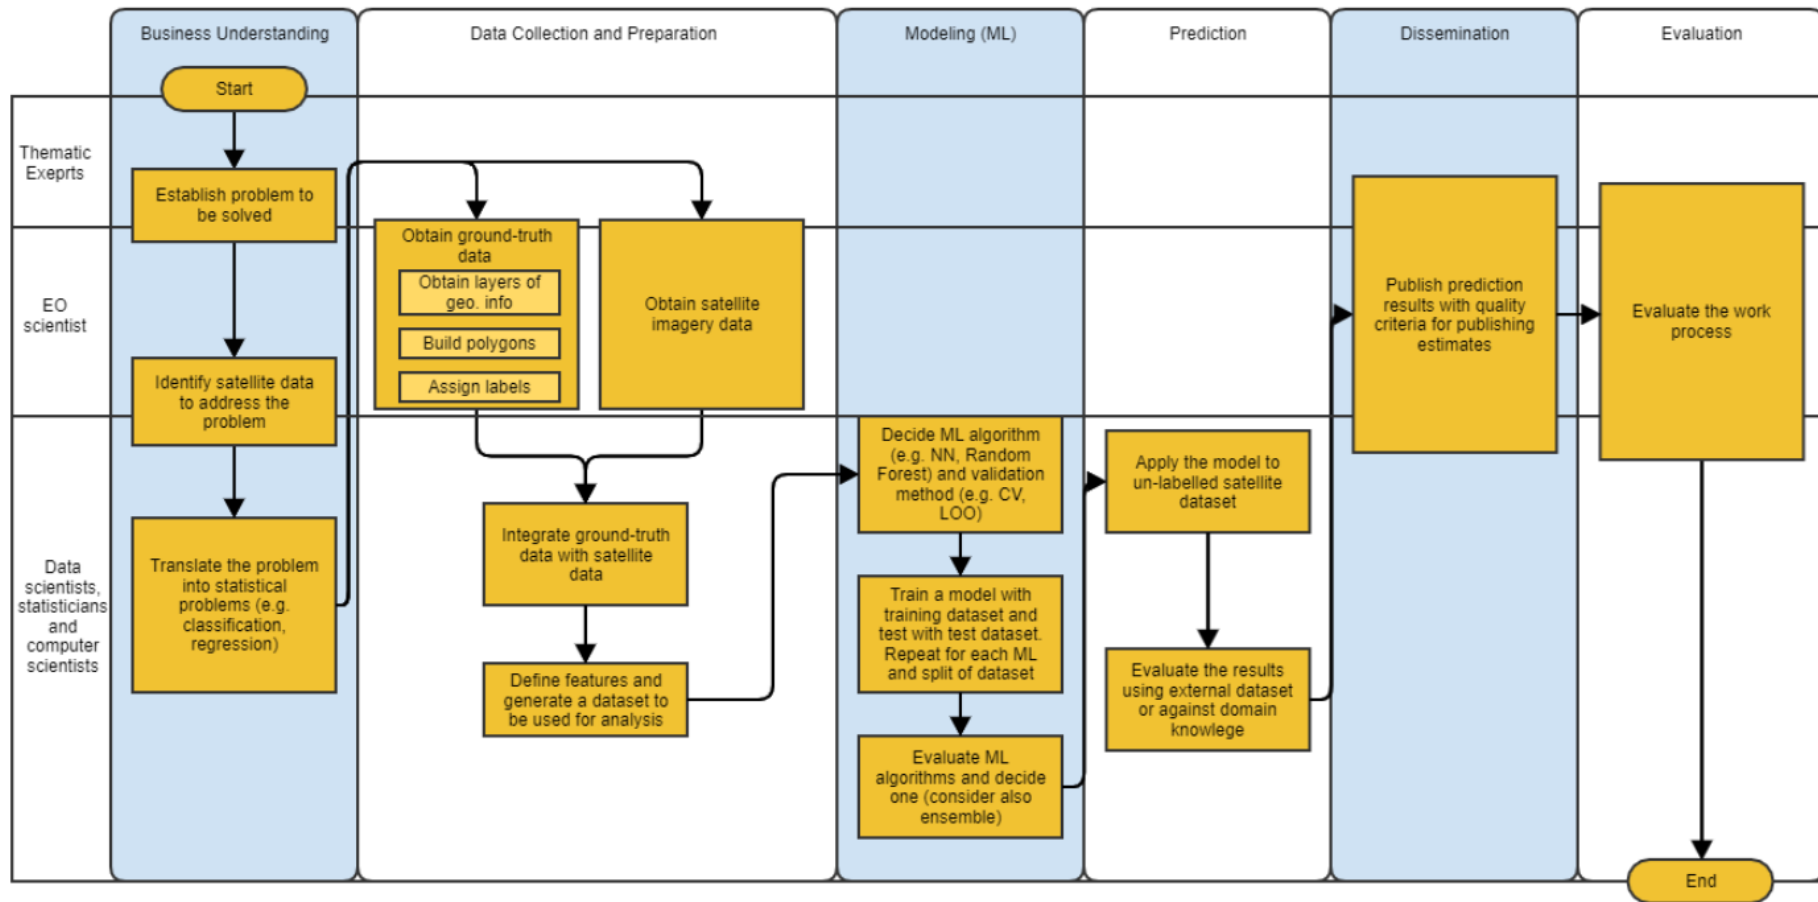 Business Understanding
Data Collection and Preparation
Modeling (ML)
Prediction
Dissemination
Evaluation
Start
Thematic
Exeprts
Establish problem to
be solved
EO
scientist
Identify satellite data
to address the
problem
Data
scientists,
statisticians
and
computer
scientists
Translate the problem
into statistical
problems (e.g.
classification,
regression)
Obtain ground-truth
data
Obtain layers of
geo. info
Build polygons
Assign labels
Obtain satellite
imagery data
Integrate ground-truth
data with satellite
data
Define features and
generate a dataset to
be used for analysis
Decide ML algorithm
(e.g. NN, Random
Forest) and validation
method (e.g. CV,
LOO)
Train a model with
training dataset and
test with test dataset.
Repeat for each ML
and split of dataset
Evaluate ML
algorithms and decide
one (consider also
ensemble)
Apply the model to
un-labelled satellite
dataset
Evaluate the results
using external dataset
or against domain
knowlege
Publish prediction
results with quality
criteria for publishing
estimates
Evaluate the work
process
End